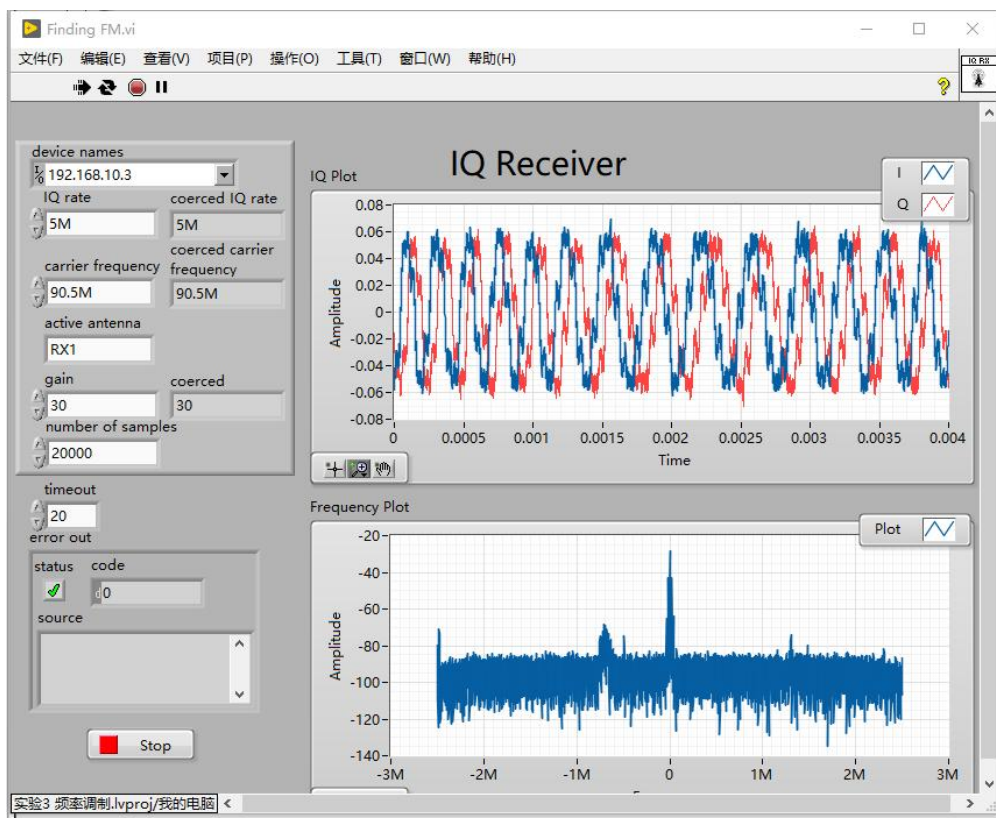 Finding FM.vi
文件(F) 编辑(E) 查看(V) 项目(P) 操作(O) 工具(T) 窗口(W) 帮助(H)
IQ RX
device names
192.168.10.3
IQ rate
coerced IQ rate
5M
5M
carrier frequency
coerced carrier
frequency
90.5M
90.5M
active antenna
RX1
gain
coerced
30
30
number of samples
20000
timeout
20
error out
status
code
d 0
source
Stop
IQ Receiver
IQ Plot
I
Q
Amplitude
0.08
0.06
0.04
0.02
0
-0.02
-0.04
-0.06
-0.08
0 0.0005 0.001 0.0015 0.002 0.0025 0.003 0.0035 0.004
Time
Frequency Plot
Plot
Amplitude
-20
-40
-60
-80
-100
-120
-140
-3M -2M -1M 0 1M 2M 3M
实验3 频率调制.lvproj/我的电脑